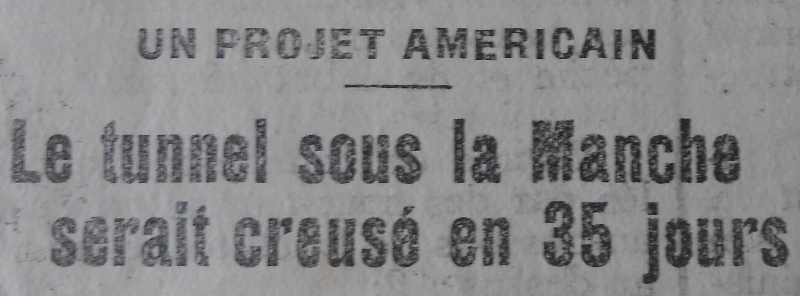 UN PROJET AMERICAIN
Le tunnel sous la Manche
serait creusé en 35 jours